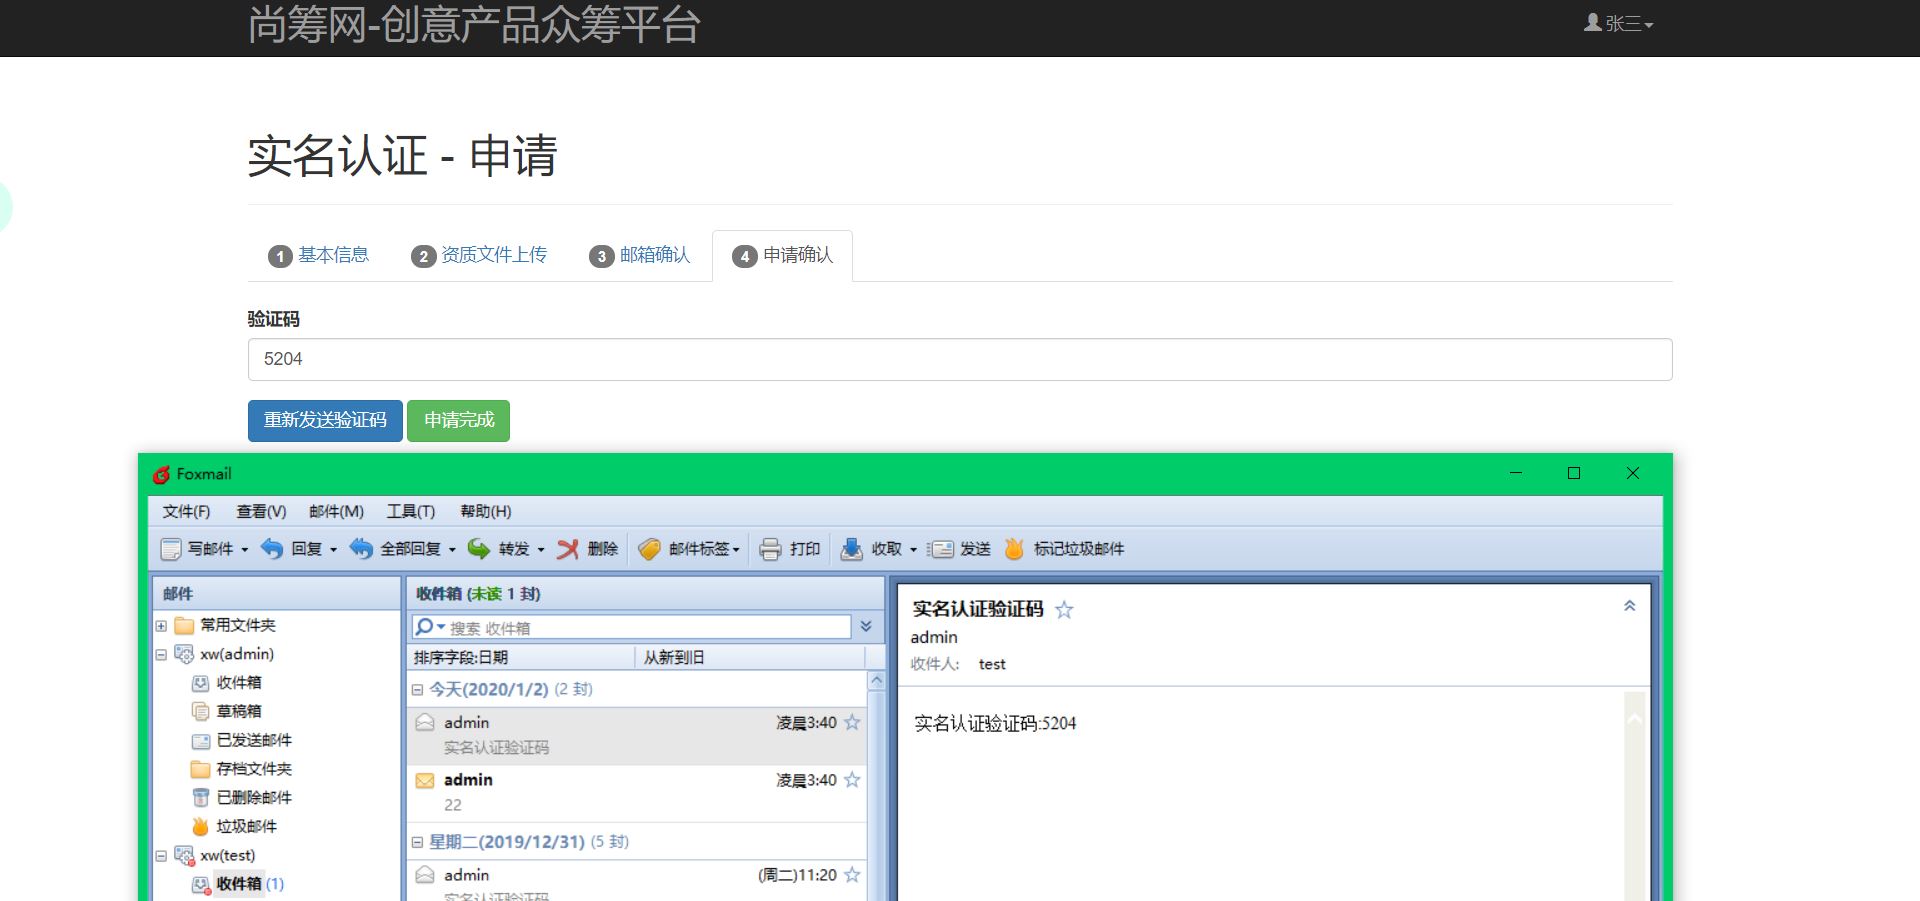 尚筹网-创意产品众筹平台
张三
实名认证 - 申请
1 基本信息 2 资质文件上传 3 邮箱确认 4 申请确认
验证码
5204
重新发送验证码 申请完成
Foxmail
文件(F) 查看(V) 邮件(M) 工具(T) 帮助(H)
写邮件 回复 全部回复 转发 删除 邮件标签 打印 收取 发送 标记垃圾邮件
邮件
常用文件夹
xw(admin)
收件箱
草稿箱
已发送邮件
存档文件夹
已删除邮件
垃圾邮件
xw(test)
收件箱 (1)
收件箱 (未读 1 封)
搜索 收件箱
排序字段:日期 从新到旧
今天(2020/1/2) (2 封)
admin 凌晨3:40
实名认证验证码
admin 凌晨3:40
22
星期二(2019/12/31) (5 封)
admin (周二)11:20
实名认证验证码
实名认证验证码
admin
收件人: test
实名认证验证码:5204